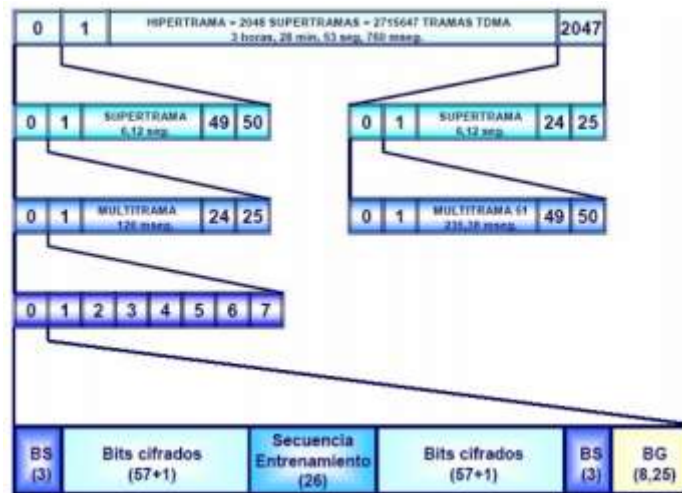 0 1 HIPERTRAMA = 2048 SUPERTRAMAS = 2715647 TRAMAS TDMA 2047
3 horas, 28 min, 53 seg, 760 mseg.
0 1 SUPERTRAMA 49 50
6,12 seg.
0 1 SUPERTRAMA 24 25
6,12 seg.
0 1 MULTITRAMA 24 25
120 mseg.
0 1 MULTITRAMA 51 49 50
235,38 mseg.
0 1 2 3 4 5 6 7
BS
(3)
Bits cifrados
(57+1)
Secuencia
Entrenamiento
(26)
Bits cifrados
(57+1)
BS
(3)
BG
(8,25)